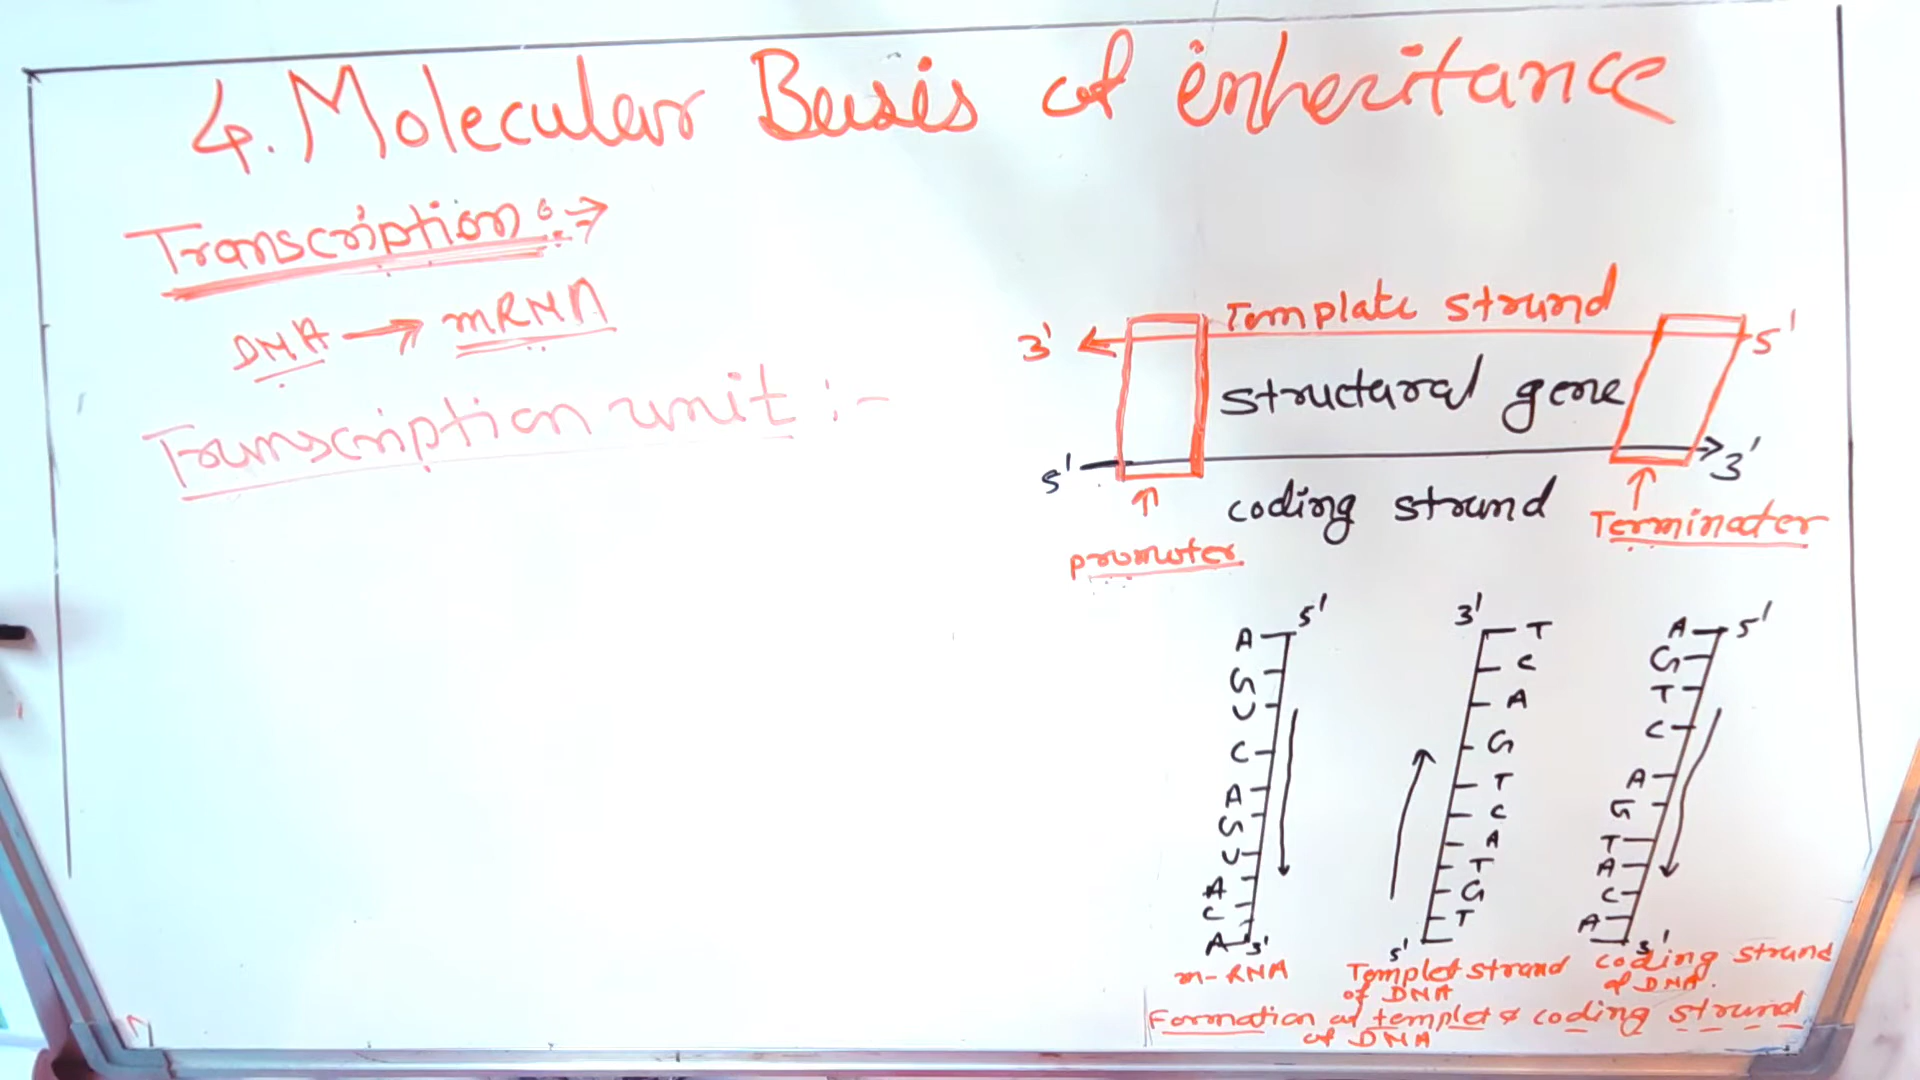 4. Molecular Basis of inheritance
Transcription :→
DNA → mRNA
Transcription unit :-
Template strand
3' 5'
structural gene
5' 3'
coding strand
promoter
Terminater
5'
A
G
U
C
A
G
U
A
C
A
3'
m-RNA
3'
T
C
A
G
T
C
A
T
G
T
5'
Templet strand
of DNA
A 5'
G
T
C
A
G
T
A
C
A
3'
coding strand
of DNA.
Formation of templet & coding strand
of DNA